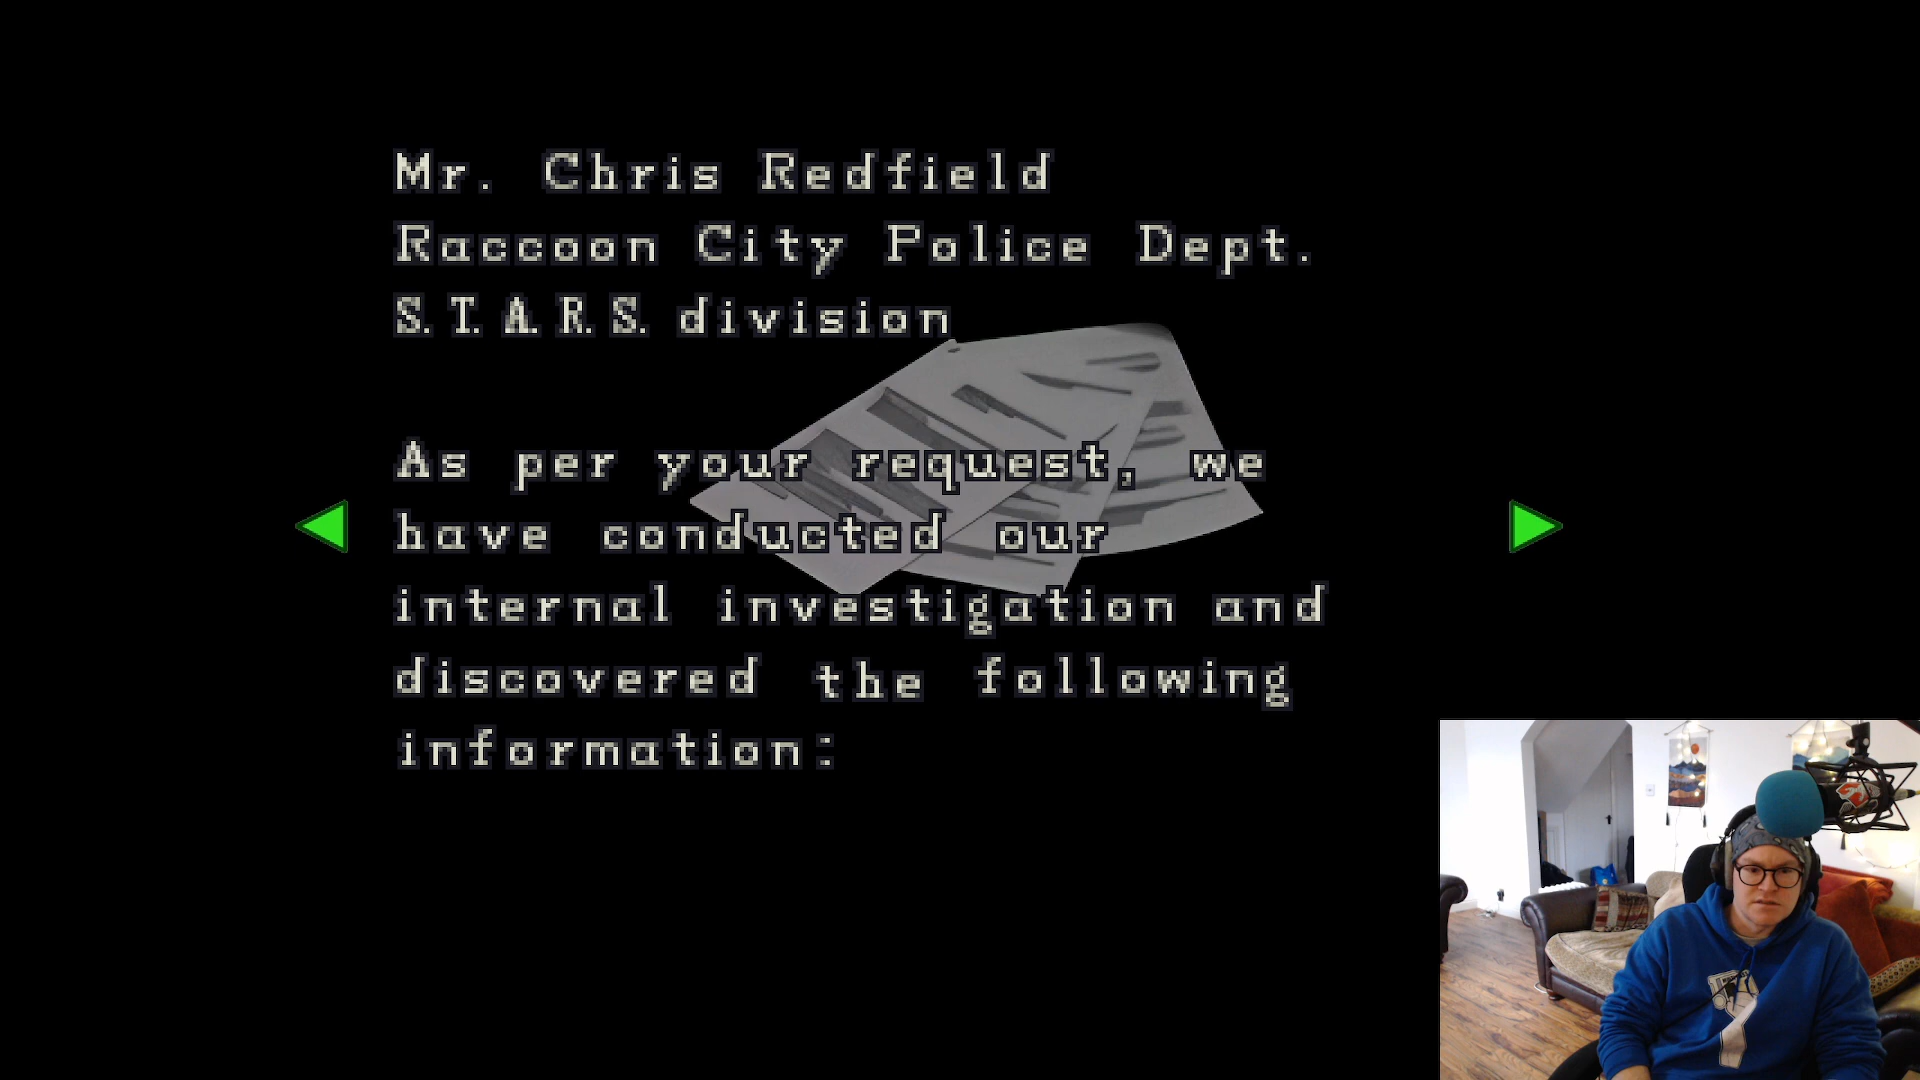 Mr. Chris Redfield
Raccoon City Police Dept.
S.T.A.R.S. division
As per your request, we
have conducted our
internal investigation and
discovered the following
information: